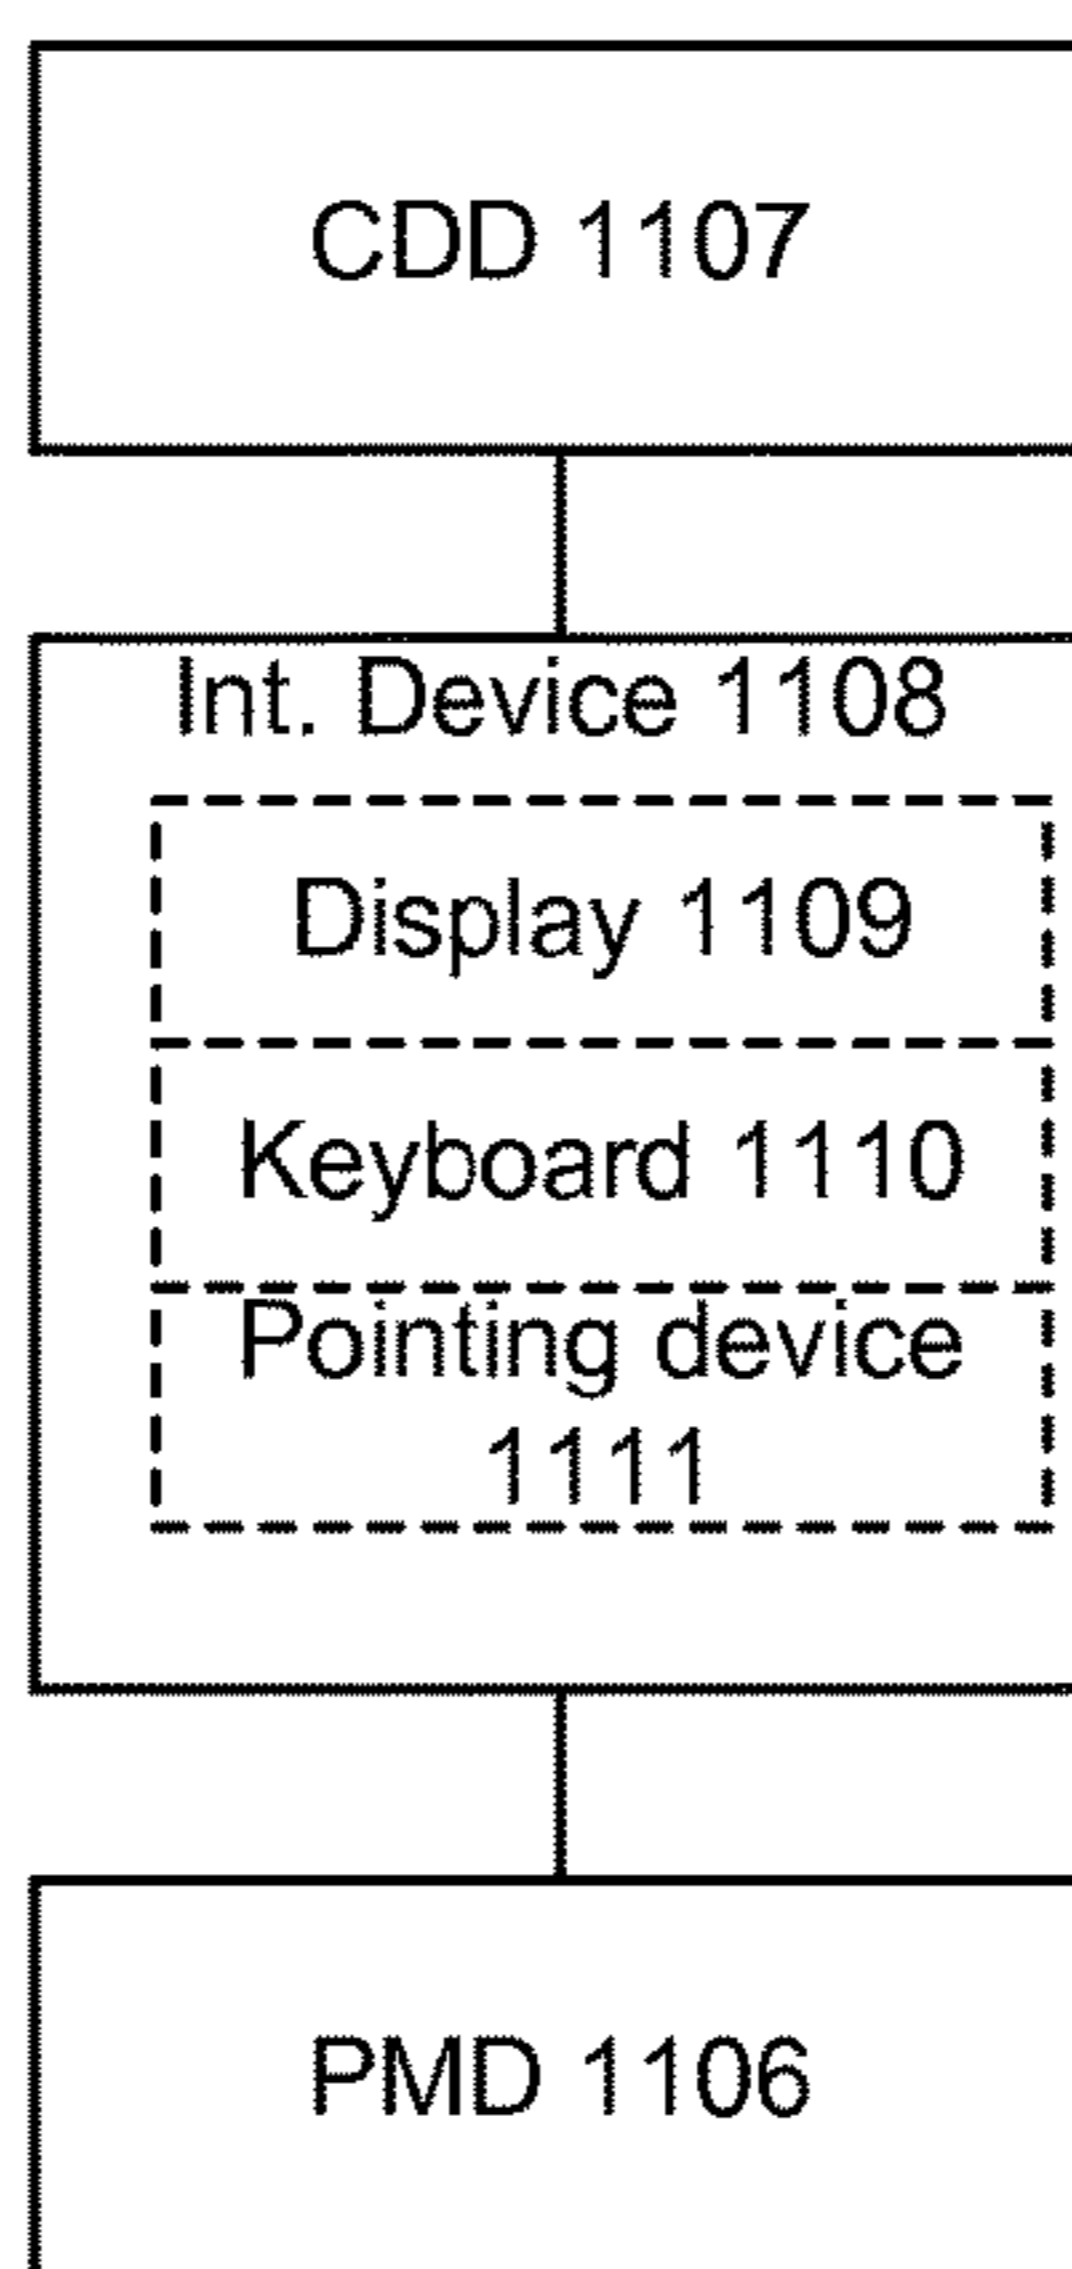 CDD 1107
Int. Device 1108
Display 1109
Keyboard 1110
Pointing device
1111
PMD 1106